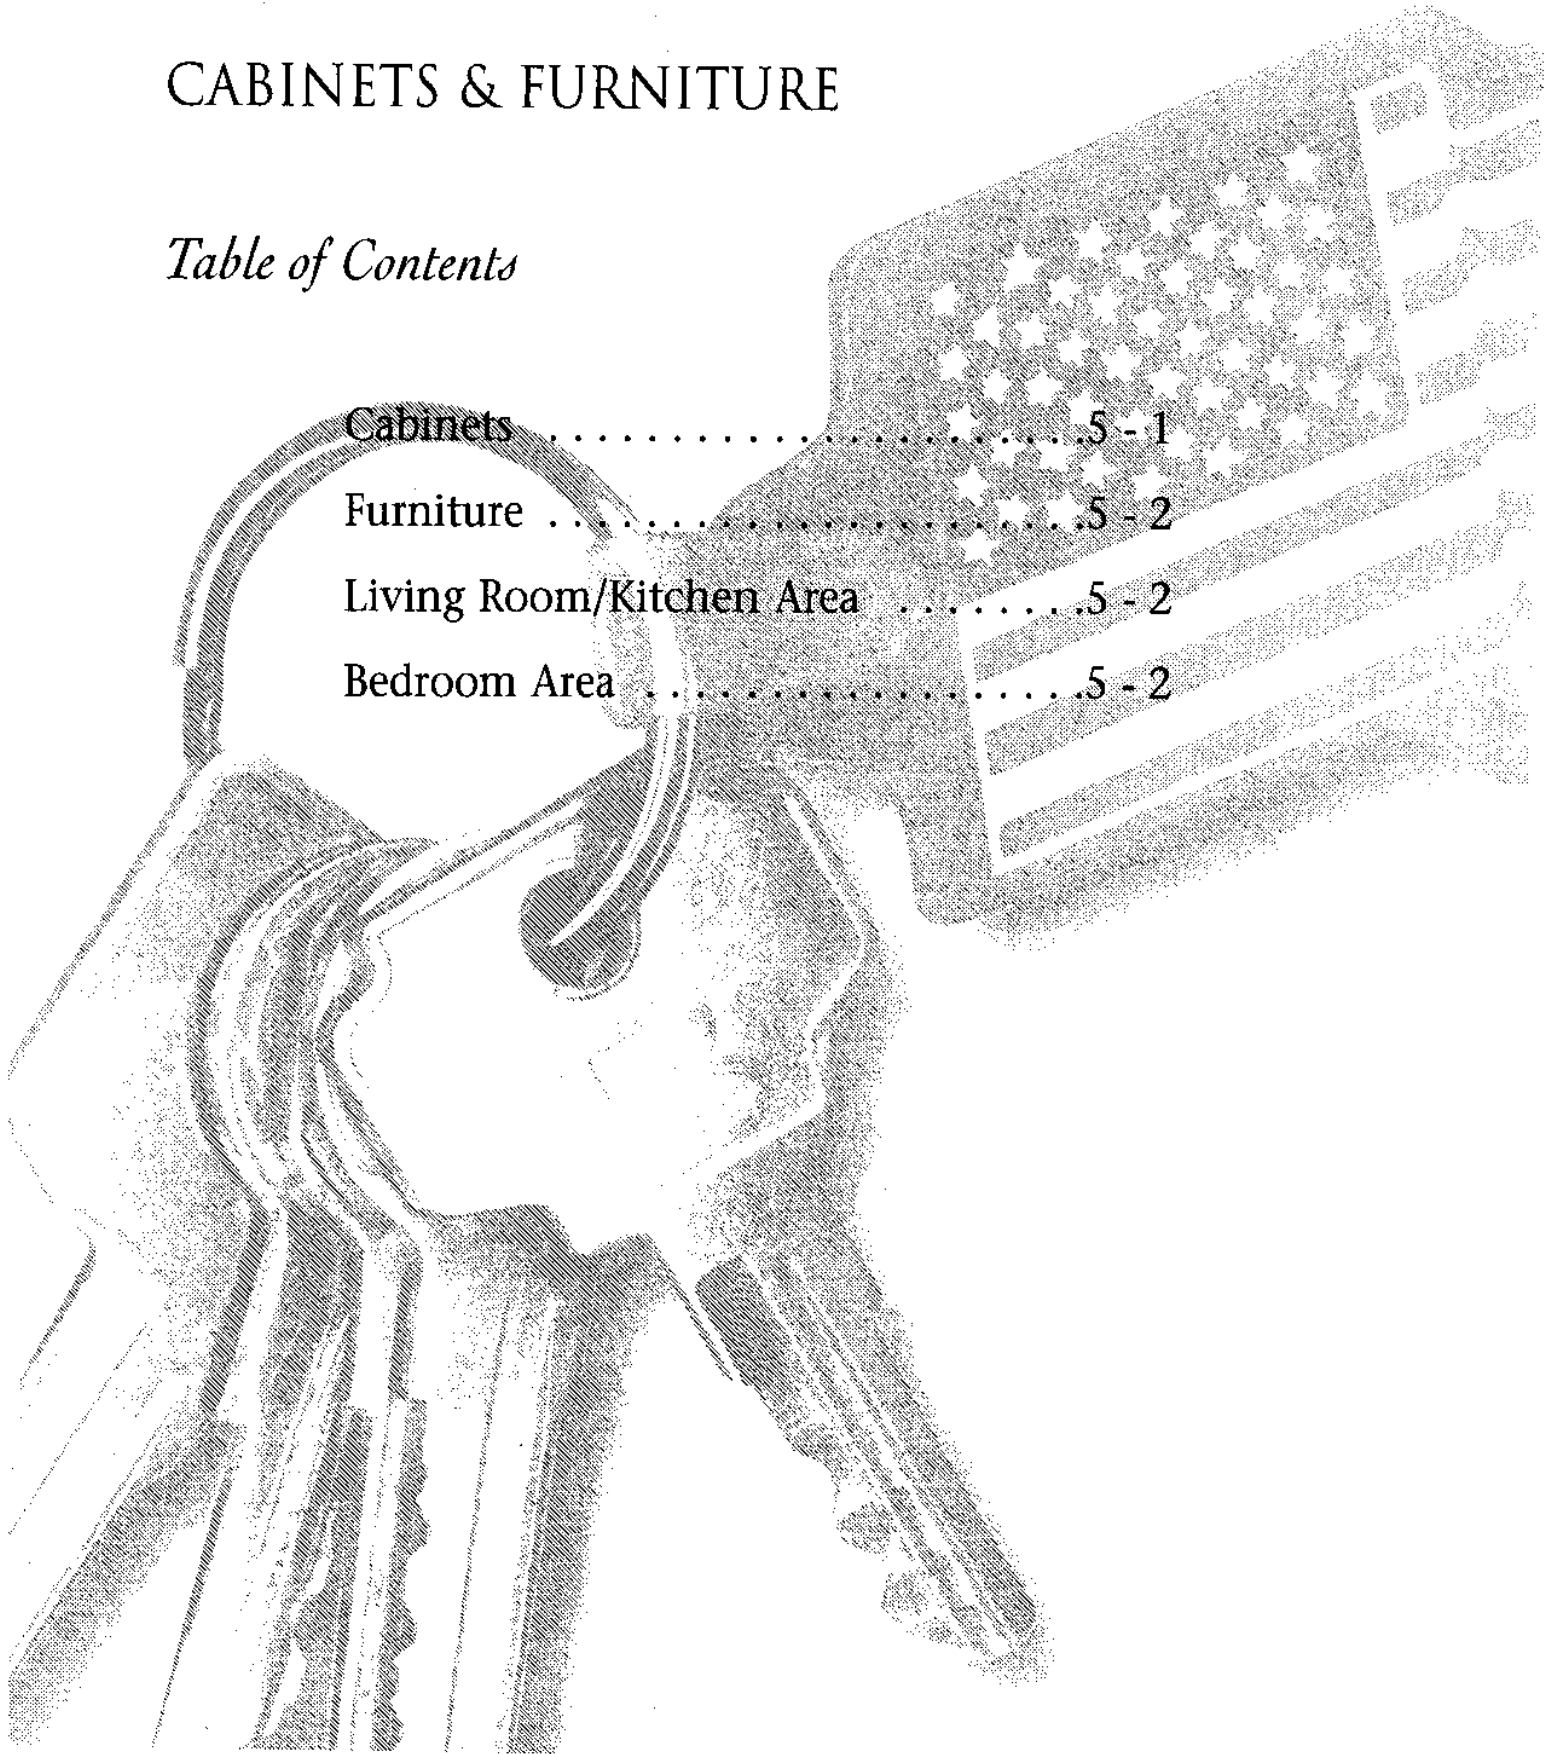 CABINETS & FURNITURE
Table of Contents
Cabinets . . . . . . . . . . . . . . . . . . . . . . .5 - 1
Furniture . . . . . . . . . . . . . . . . . . . . . . .5 - 2
Living Room/Kitchen Area . . . . . . . .5 - 2
Bedroom Area . . . . . . . . . . . . . . . . . . .5 - 2